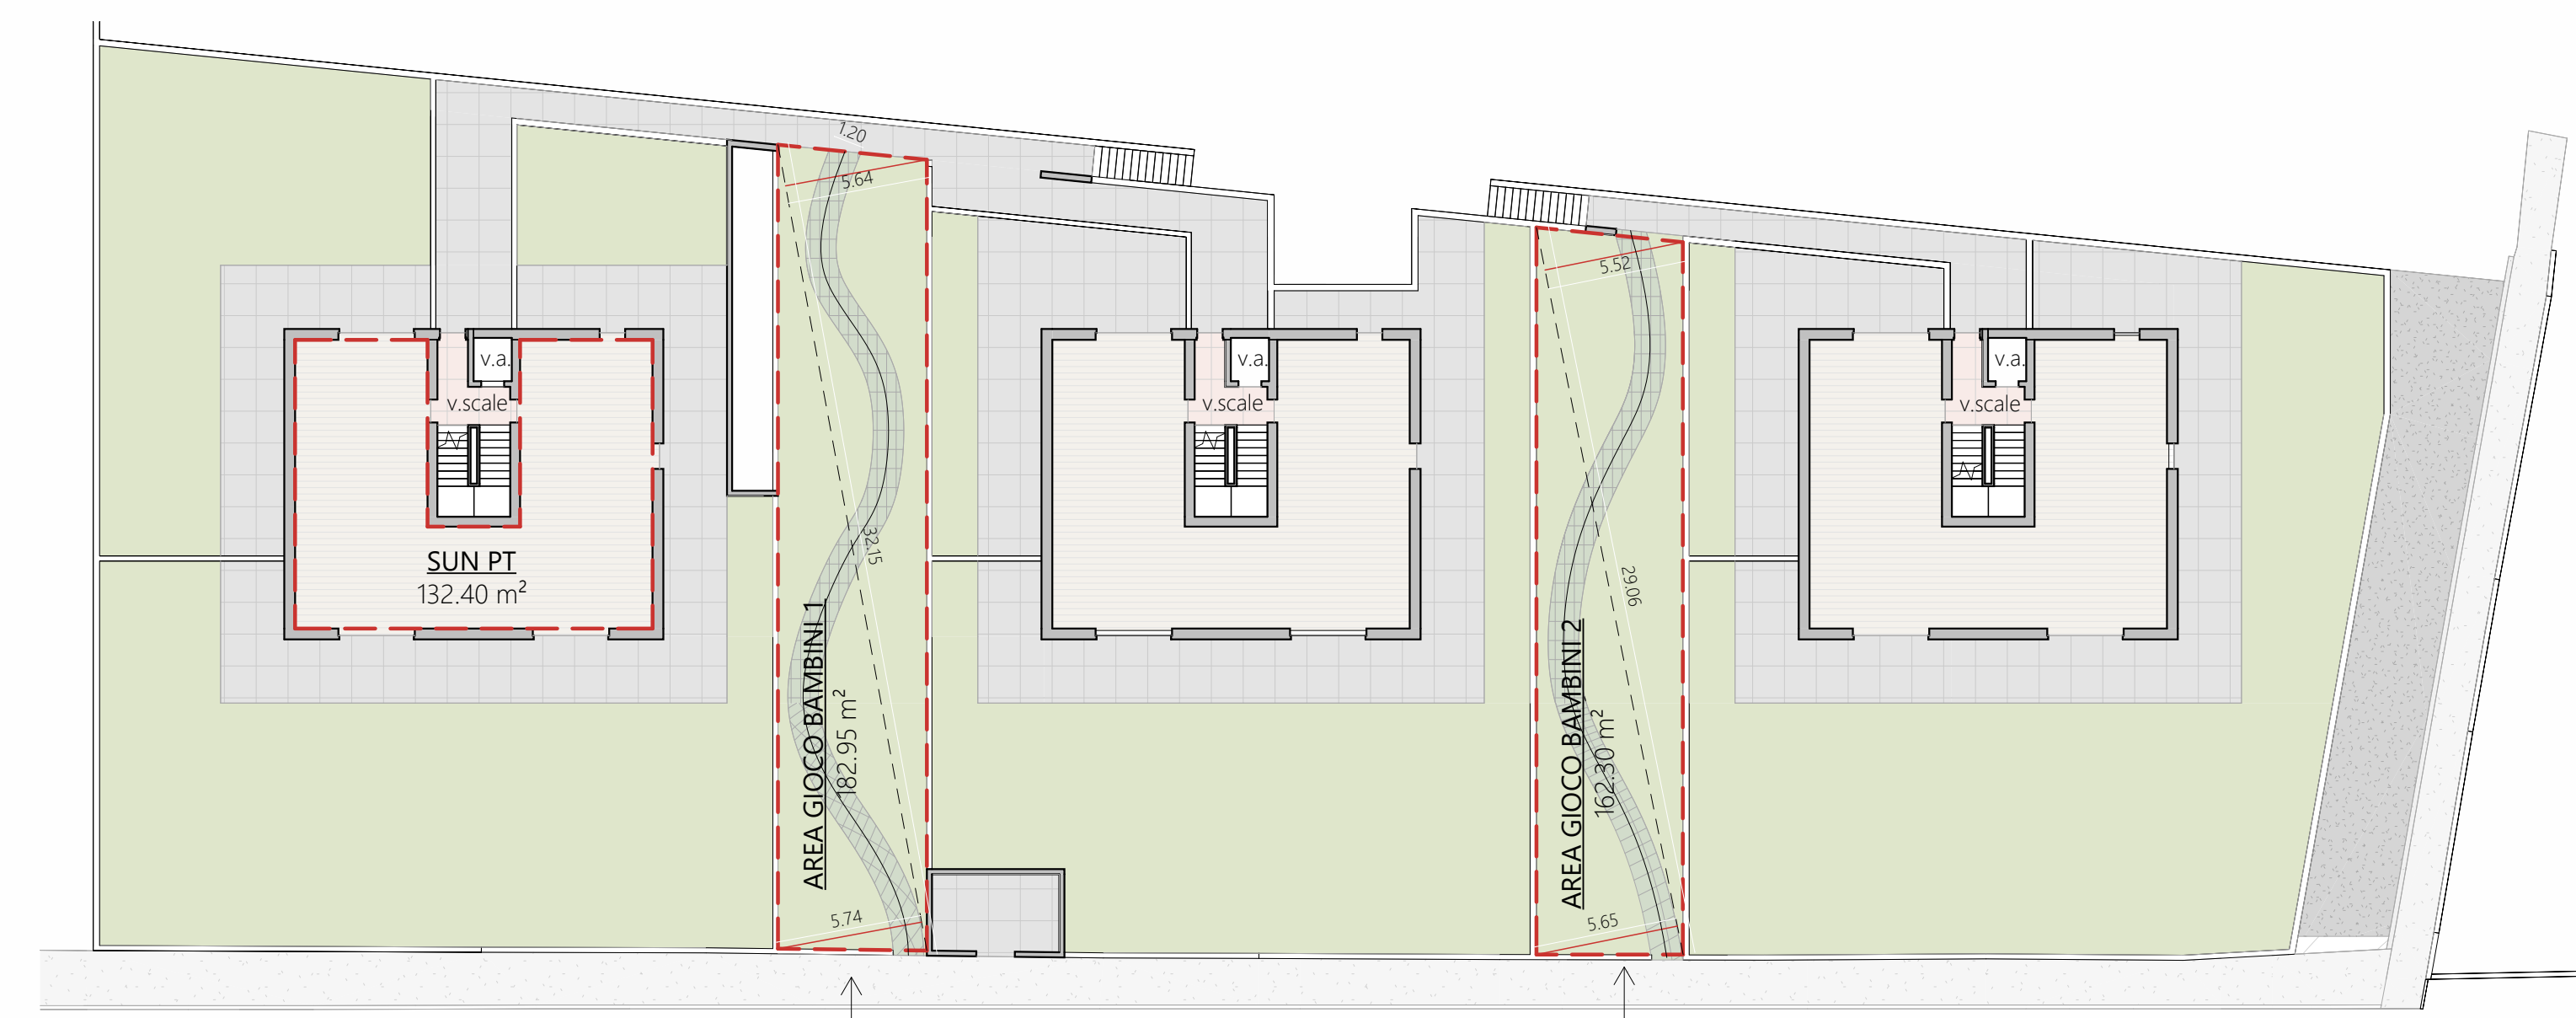 1.20
5.64
5.52
v.a.
v.a.
v.a.
v.scale
v.scale
v.scale
32.15
SUN PT
132.40 m²
29.06
AREA GIOCO BAMBINI 1
182.95 m²
AREA GIOCO BAMBINI 2
162.30 m²
5.74
5.65